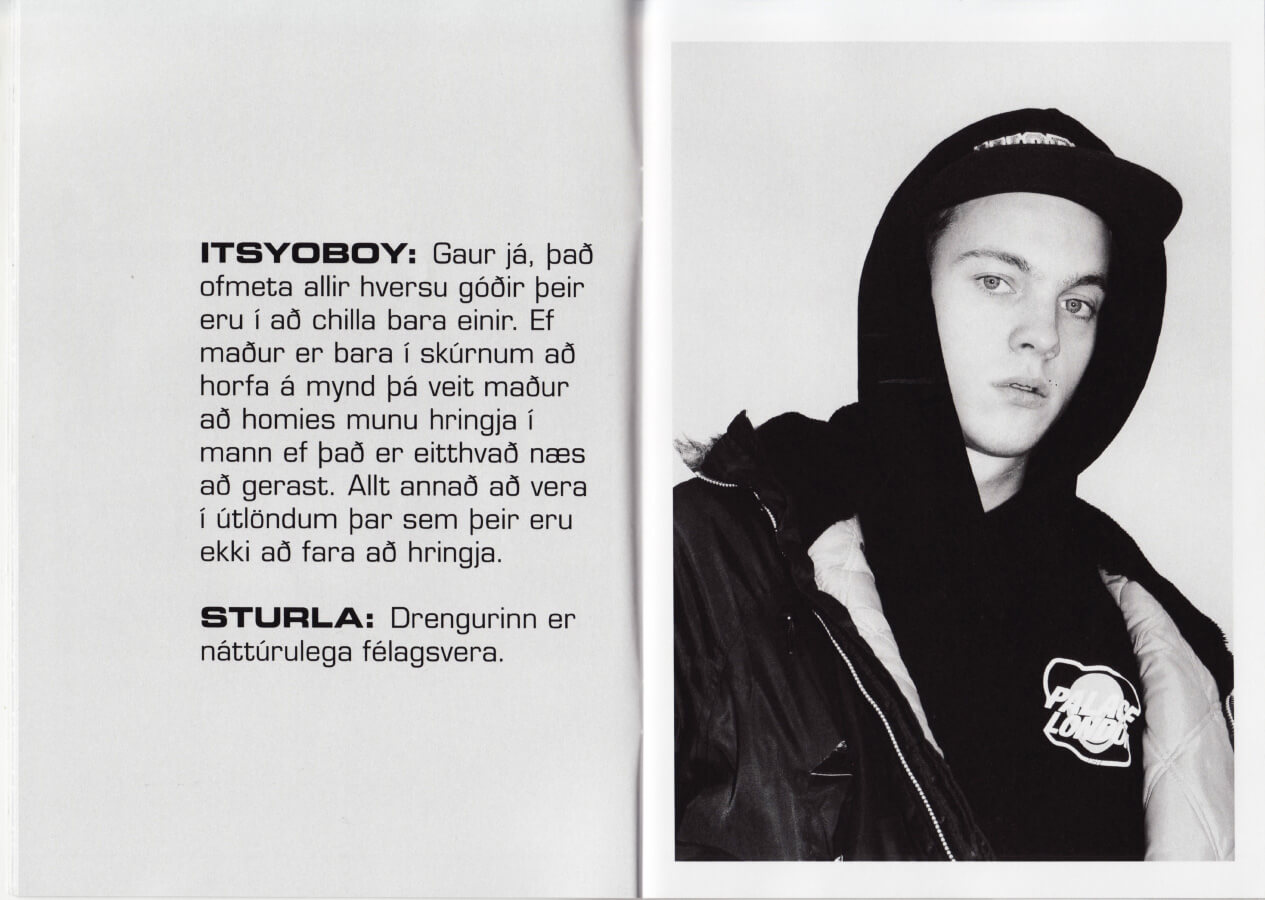 ITSYOBOY: Gaur já, það
ofmeta allir hversu góðir þeir
eru í að chilla bara einir. Ef
maður er bara í skúrnum að
horfa á mynd þá veit maður
að homies munu hringja í
mann ef það er eitthvað næs
að gerast. Allt annað að vera
í útlöndum þar sem þeir eru
ekki að fara að hringja.
STURLA: Drengurinn er
náttúrulega félagsvera.
PALACE